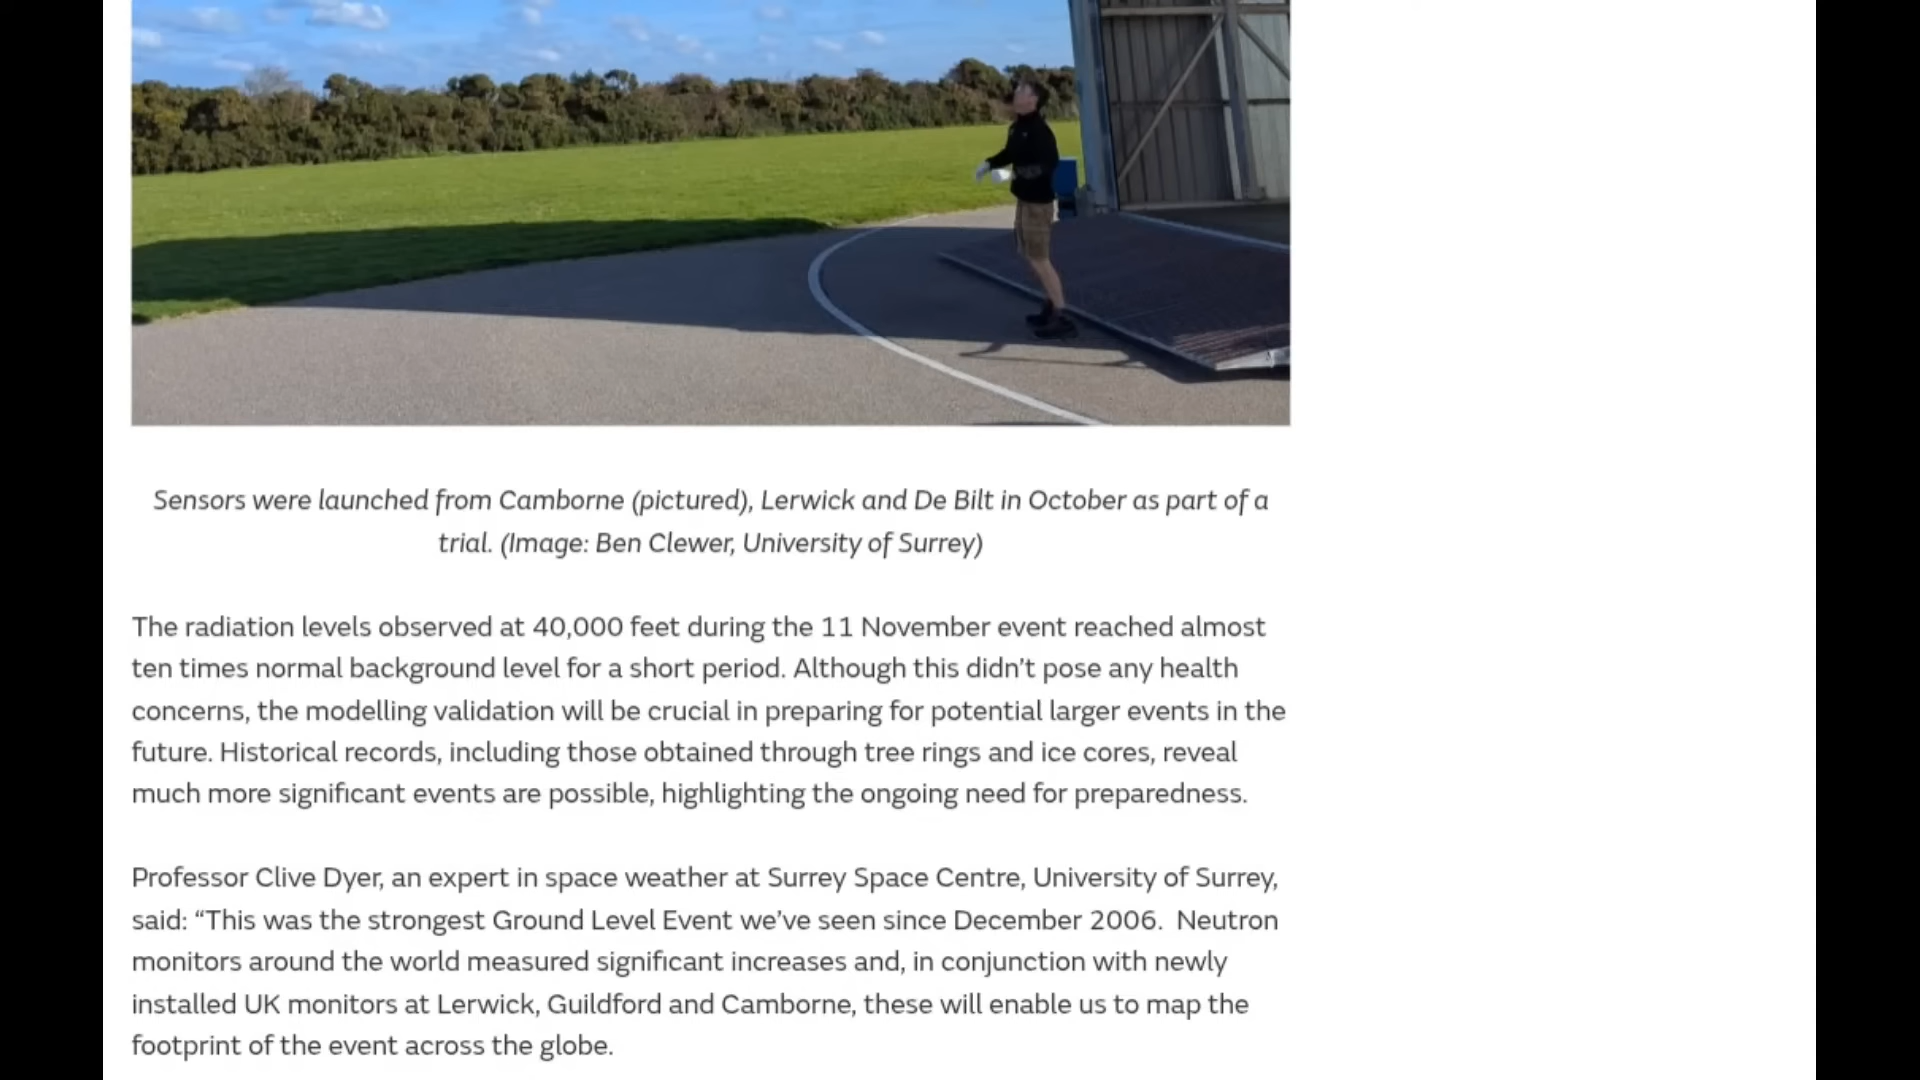 Sensors were launched from Camborne (pictured), Lerwick and De Bilt in October as part of a
trial. (Image: Ben Clewer, University of Surrey)
The radiation levels observed at 40,000 feet during the 11 November event reached almost
ten times normal background level for a short period. Although this didn’t pose any health
concerns, the modelling validation will be crucial in preparing for potential larger events in the
future. Historical records, including those obtained through tree rings and ice cores, reveal
much more significant events are possible, highlighting the ongoing need for preparedness.
Professor Clive Dyer, an expert in space weather at Surrey Space Centre, University of Surrey,
said: “This was the strongest Ground Level Event we’ve seen since December 2006.  Neutron
monitors around the world measured significant increases and, in conjunction with newly
installed UK monitors at Lerwick, Guildford and Camborne, these will enable us to map the
footprint of the event across the globe.